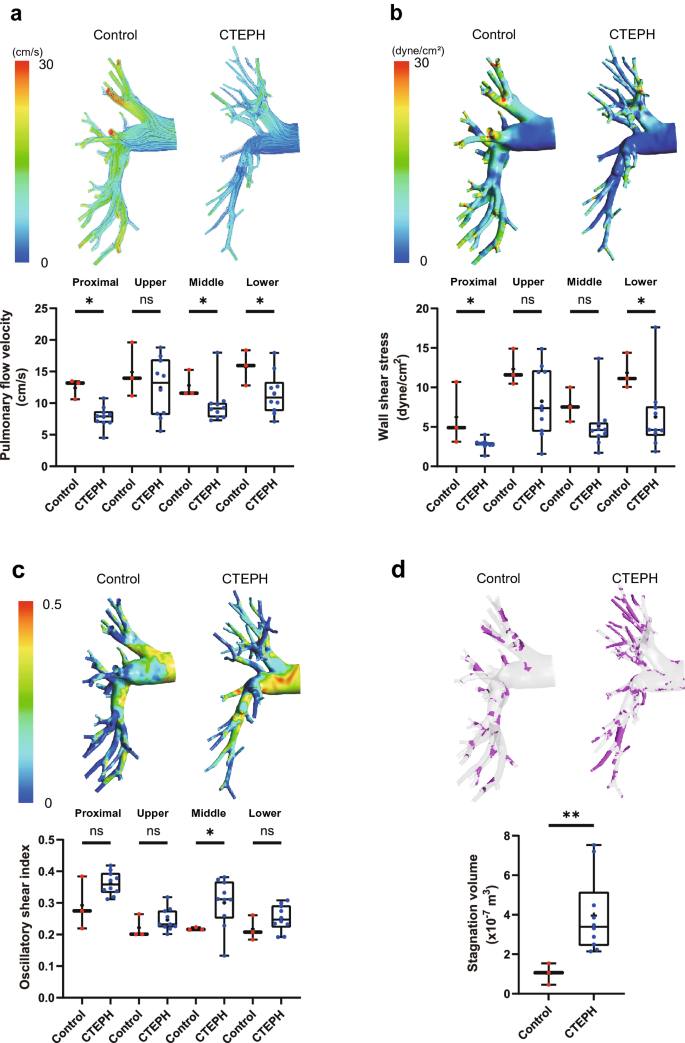 a
Control
CTEPH
(cm/s)
30
0
Proximal Upper Middle Lower
* ns * *
25
20
15
10
5
0
Pulmonary flow velocity
(cm/s)
Control CTEPH Control CTEPH Control CTEPH Control CTEPH
b
Control
CTEPH
(dyne/cm²)
30
0
Proximal Upper Middle Lower
* ns ns *
20
15
10
5
0
Wall shear stress
(dyne/cm²)
Control CTEPH Control CTEPH Control CTEPH Control CTEPH
c
Control
CTEPH
0.5
0
Proximal Upper Middle Lower
ns ns * ns
0.5
0.4
0.3
0.2
0.1
0.0
Oscillatory shear index
Control CTEPH Control CTEPH Control CTEPH Control CTEPH
d
Control
CTEPH
**
8
6
4
2
0
Stagnation volume
(x10⁻⁷ m³)
Control CTEPH